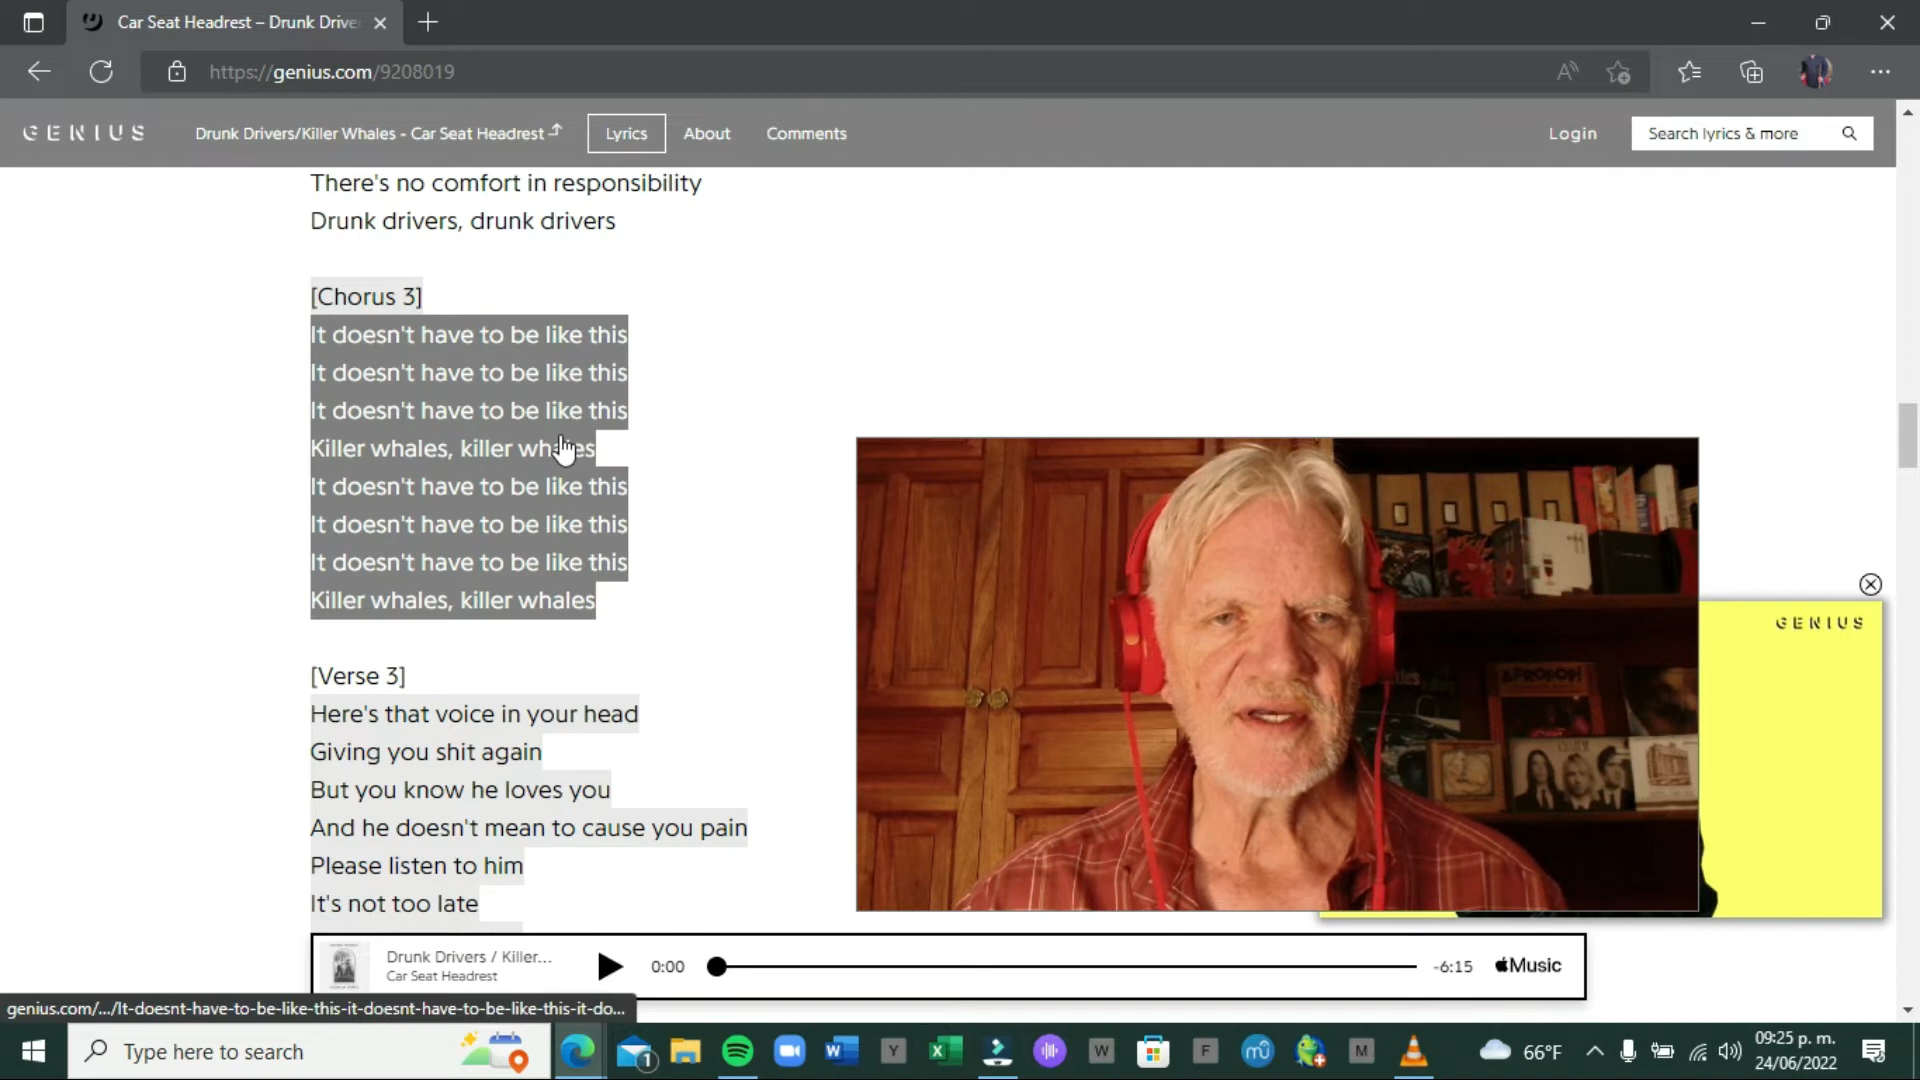 Car Seat Headrest – Drunk Drive
https://genius.com/9208019
GENIUS
Drunk Drivers/Killer Whales - Car Seat Headrest
Lyrics
About
Comments
Login
Search lyrics & more
There's no comfort in responsibility
Drunk drivers, drunk drivers
[Chorus 3]
It doesn't have to be like this
It doesn't have to be like this
It doesn't have to be like this
Killer whales, killer whales
It doesn't have to be like this
It doesn't have to be like this
It doesn't have to be like this
Killer whales, killer whales
[Verse 3]
Here's that voice in your head
Giving you shit again
But you know he loves you
And he doesn't mean to cause you pain
Please listen to him
It's not too late
GENIUS
Drunk Drivers / Killer...
Car Seat Headrest
0:00
-6:15
Music
genius.com/.../It-doesnt-have-to-be-like-this-it-doesnt-have-to-be-like-this-it-do...
Type here to search
1
W
Y
X
W
F
mü
M
66°F
09:25 p. m.
24/06/2022